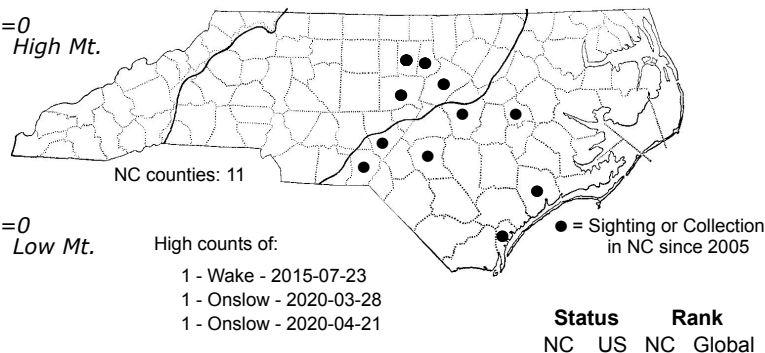 =0
High Mt.
NC counties: 11
=0
Low Mt.
High counts of:
1 - Wake - 2015-07-23
1 - Onslow - 2020-03-28
1 - Onslow - 2020-04-21
● = Sighting or Collection
in NC since 2005
Status Rank
NC US NC Global